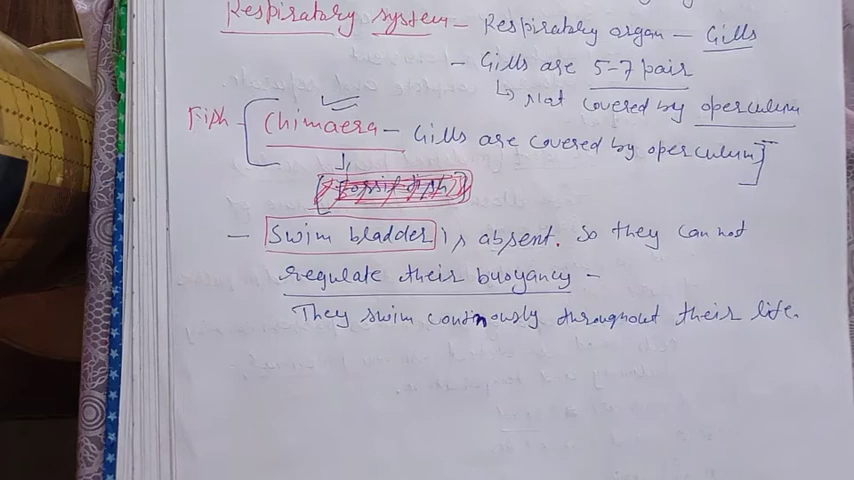 Respiratory system - Respiratory organ - Gills
- Gills are 5-7 pair
↳ Not covered by operculum
Fish - [Chimaera - Gills are covered by operculum]
- Swim bladder is absent. So they can not
regulate their buoyancy -
They swim continously throughout their life.